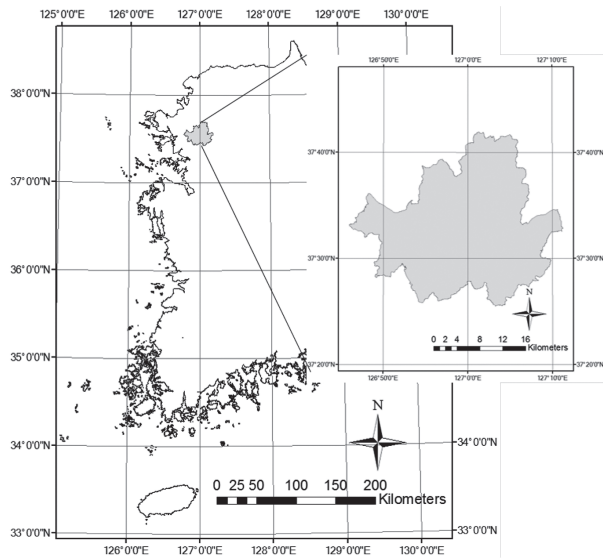 125°0'0"E 126°0'0"E 127°0'0"E 128°0'0"E 129°0'0"E 130°0'0"E
38°0'0"N
37°0'0"N
36°0'0"N
35°0'0"N
34°0'0"N
33°0'0"N
126°50'0"E 127°0'0"E 127°10'0"E
37°40'0"N 37°40'0"N
37°30'0"N 37°30'0"N
37°20'0"N 37°20'0"N
N
0 2 4 8 12 16
Kilometers
126°50'0"E 127°0'0"E 127°10'0"E
N
34°0'0"N
0 25 50 100 150 200
Kilometers
33°0'0"N
126°0'0"E 127°0'0"E 128°0'0"E 129°0'0"E 130°0'0"E